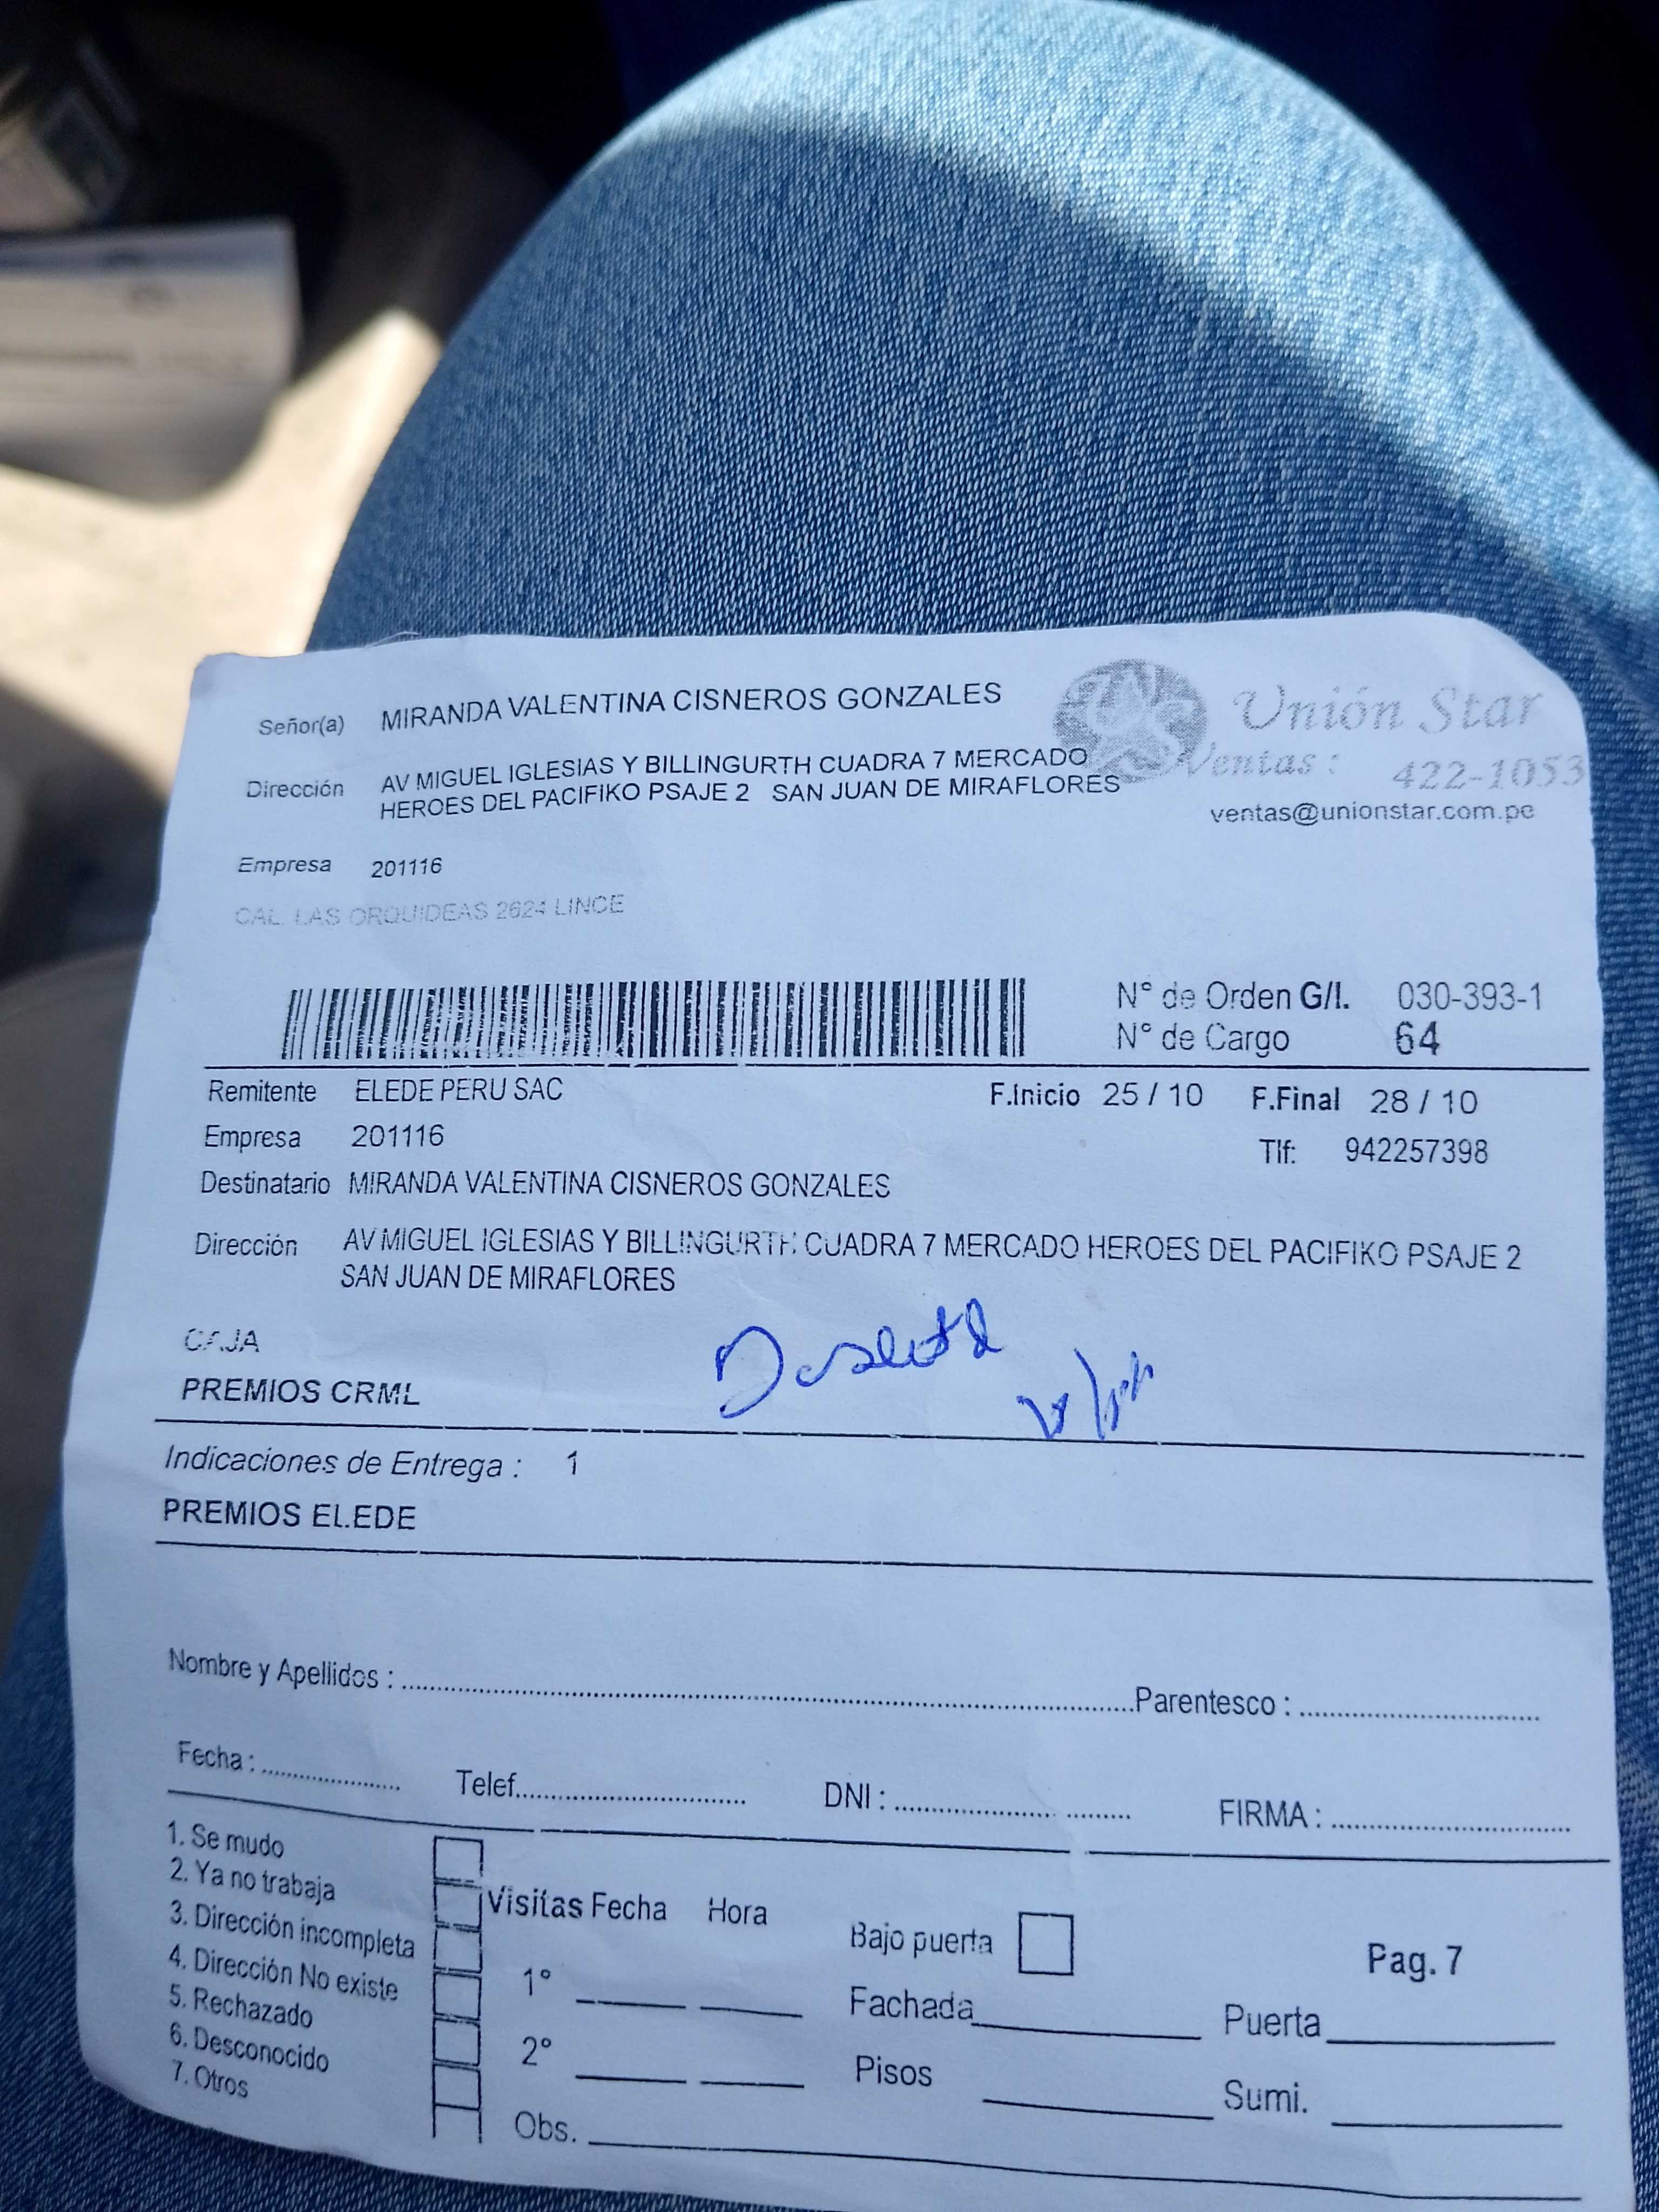 Señor(a) MIRANDA VALENTINA CISNEROS GONZALES
Unión Star
Ventas : 422-1053
ventas@unionstar.com.pe
Dirección AV MIGUEL IGLESIAS Y BILLINGURTH CUADRA 7 MERCADO
HEROES DEL PACIFIKO PSAJE 2 SAN JUAN DE MIRAFLORES
Empresa 201116
CAL. LAS ORQUIDEAS 2624 LINCE
N° de Orden G/I. 030-393-1
N° de Cargo 64
Remitente ELEDE PERU SAC F.Inicio 25 / 10 F.Final 28 / 10
Empresa 201116 Tlf: 942257398
Destinatario MIRANDA VALENTINA CISNEROS GONZALES
Dirección AV MIGUEL IGLESIAS Y BILLINGURTH CUADRA 7 MERCADO HEROES DEL PACIFIKO PSAJE 2
SAN JUAN DE MIRAFLORES
CAJA
PREMIOS CRML
Indicaciones de Entrega : 1
PREMIOS ELEDE
Nombre y Apellidos : Parentesco :
Fecha : Telef. DNI : FIRMA :
1. Se mudo
2. Ya no trabaja
3. Dirección incompleta
4. Dirección No existe
5. Rechazado
6. Desconocido
7. Otros
Visitas Fecha Hora
1°
2°
Obs.
Bajo puerta Pag. 7
Fachada Puerta
Pisos Sumi.